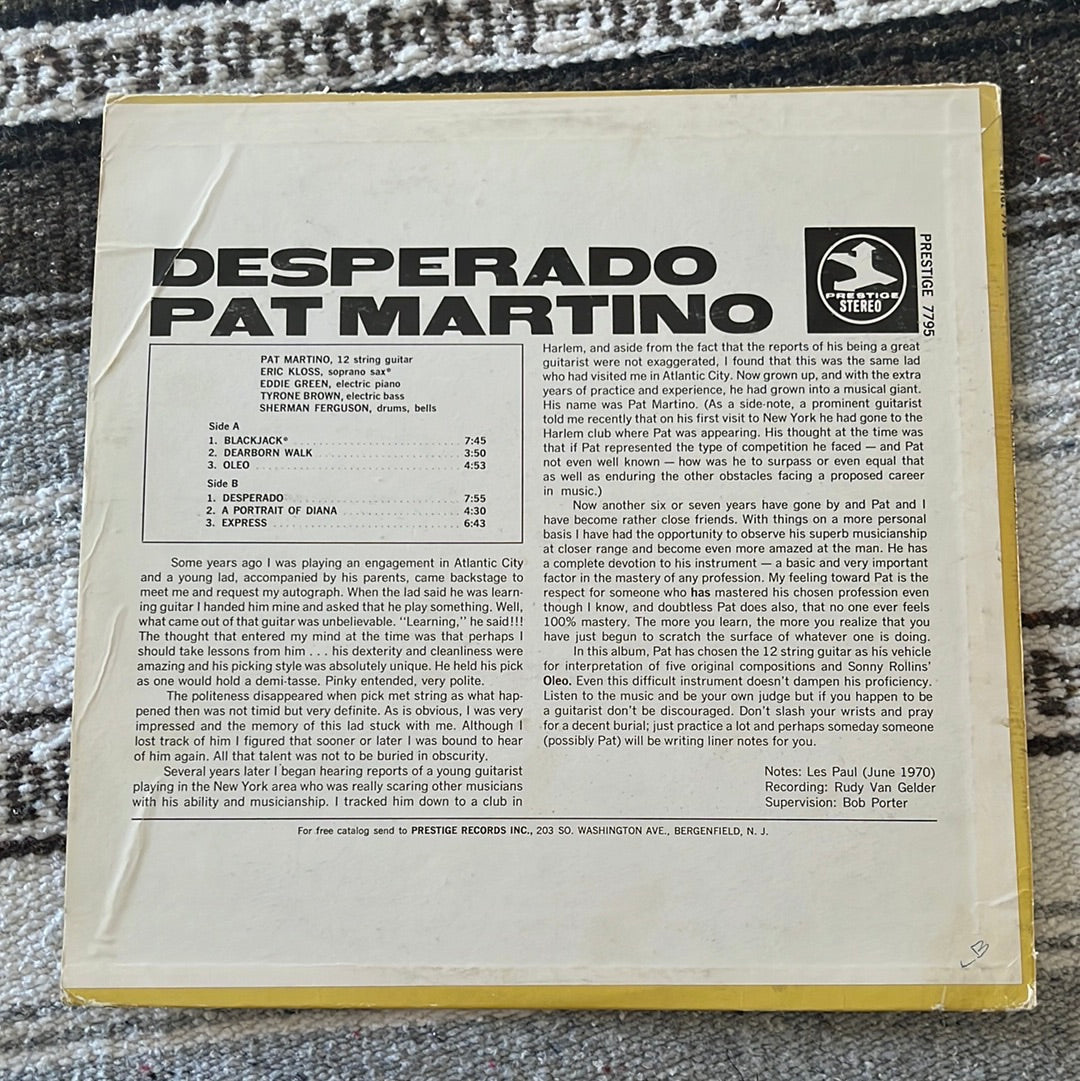 DESPERADO
PAT MARTINO
PRESTIGE
STEREO
PRESTIGE 7795
PAT MARTINO, 12 string guitar
ERIC KLOSS, soprano sax*
EDDIE GREEN, electric piano
TYRONE BROWN, electric bass
SHERMAN FERGUSON, drums, bells
Side A
1. BLACKJACK* 7:45
2. DEARBORN WALK 3:50
3. OLEO 4:53
Side B
1. DESPERADO 7:55
2. A PORTRAIT OF DIANA 4:30
3. EXPRESS 6:43
Some years ago I was playing an engagement in Atlantic City
and a young lad, accompanied by his parents, came backstage to
meet me and request my autograph. When the lad said he was learn-
ing guitar I handed him mine and asked that he play something. Well,
what came out of that guitar was unbelievable. "Learning," he said!!!
The thought that entered my mind at the time was that perhaps I
should take lessons from him . . . his dexterity and cleanliness were
amazing and his picking style was absolutely unique. He held his pick
as one would hold a demi-tasse. Pinky entended, very polite.
The politeness disappeared when pick met string as what hap-
pened then was not timid but very definite. As is obvious, I was very
impressed and the memory of this lad stuck with me. Although I
lost track of him I figured that sooner or later I was bound to hear
of him again. All that talent was not to be buried in obscurity.
Several years later I began hearing reports of a young guitarist
playing in the New York area who was really scaring other musicians
with his ability and musicianship. I tracked him down to a club in
Harlem, and aside from the fact that the reports of his being a great
guitarist were not exaggerated, I found that this was the same lad
who had visited me in Atlantic City. Now grown up, and with the extra
years of practice and experience, he had grown into a musical giant.
His name was Pat Martino. (As a side-note, a prominent guitarist
told me recently that on his first visit to New York he had gone to the
Harlem club where Pat was appearing. His thought at the time was
that if Pat represented the type of competition he faced — and Pat
not even well known — how was he to surpass or even equal that
as well as enduring the other obstacles facing a proposed career
in music.)
Now another six or seven years have gone by and Pat and I
have become rather close friends. With things on a more personal
basis I have had the opportunity to observe his superb musicianship
at closer range and become even more amazed at the man. He has
a complete devotion to his instrument — a basic and very important
factor in the mastery of any profession. My feeling toward Pat is the
respect for someone who has mastered his chosen profession even
though I know, and doubtless Pat does also, that no one ever feels
100% mastery. The more you learn, the more you realize that you
have just begun to scratch the surface of whatever one is doing.
In this album, Pat has chosen the 12 string guitar as his vehicle
for interpretation of five original compositions and Sonny Rollins'
Oleo. Even this difficult instrument doesn't dampen his proficiency.
Listen to the music and be your own judge but if you happen to be
a guitarist don't be discouraged. Don't slash your wrists and pray
for a decent burial; just practice a lot and perhaps someday someone
(possibly Pat) will be writing liner notes for you.
Notes: Les Paul (June 1970)
Recording: Rudy Van Gelder
Supervision: Bob Porter
For free catalog send to PRESTIGE RECORDS INC., 203 SO. WASHINGTON AVE., BERGENFIELD, N. J.